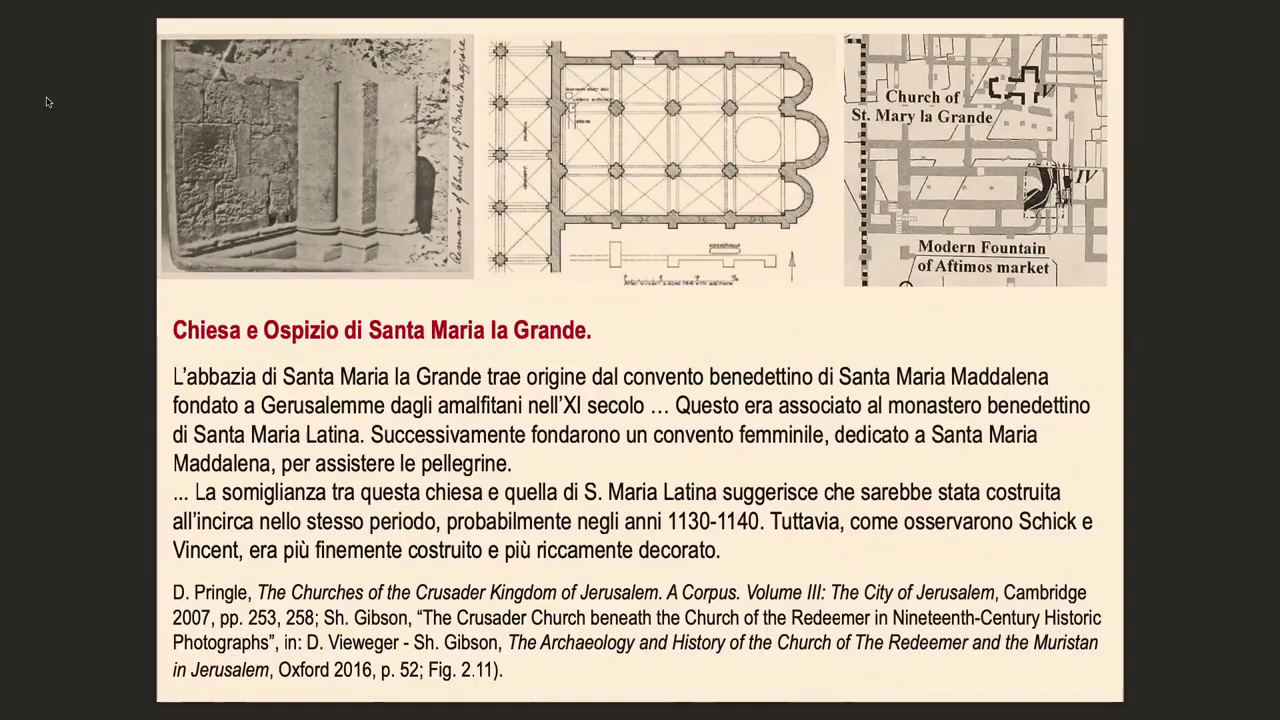 Remains of Church of S. Maria Maggiore
Church of
St. Mary la Grande
V
IV
Modern Fountain
of Aftimos market
Chiesa e Ospizio di Santa Maria la Grande.
L’abbazia di Santa Maria la Grande trae origine dal convento benedettino di Santa Maria Maddalena
fondato a Gerusalemme dagli amalfitani nell’XI secolo … Questo era associato al monastero benedettino
di Santa Maria Latina. Successivamente fondarono un convento femminile, dedicato a Santa Maria
Maddalena, per assistere le pellegrine.
... La somiglianza tra questa chiesa e quella di S. Maria Latina suggerisce che sarebbe stata costruita
all’incirca nello stesso periodo, probabilmente negli anni 1130-1140. Tuttavia, come osservarono Schick e
Vincent, era più finemente costruito e più riccamente decorato.
D. Pringle, The Churches of the Crusader Kingdom of Jerusalem. A Corpus. Volume III: The City of Jerusalem, Cambridge
2007, pp. 253, 258; Sh. Gibson, “The Crusader Church beneath the Church of the Redeemer in Nineteenth-Century Historic
Photographs”, in: D. Vieweger - Sh. Gibson, The Archaeology and History of the Church of The Redeemer and the Muristan
in Jerusalem, Oxford 2016, p. 52; Fig. 2.11).